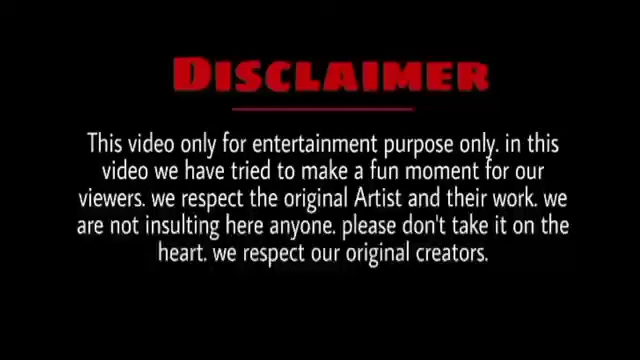 DISCLAIMER
This video only for entertainment purpose only. in this
video we have tried to make a fun moment for our
viewers. we respect the original Artist and their work. we
are not insulting here anyone. please don't take it on the
heart. we respect our original creators.